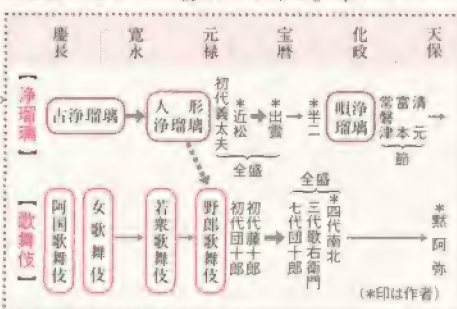 慶長
寛永
元禄
宝暦
化政
天保
【浄瑠璃】
古浄瑠璃
人形浄瑠璃
初代義太夫
*近松
*出雲
*半二
全盛
唄浄瑠璃
常磐津
富本
清元
節
【歌舞伎】
阿国歌舞伎
女歌舞伎
若衆歌舞伎
野郎歌舞伎
初代団十郎
初代藤十郎
全盛
七代団十郎
三代歌右衛門
*四代南北
*黙阿弥
(*印は作者)